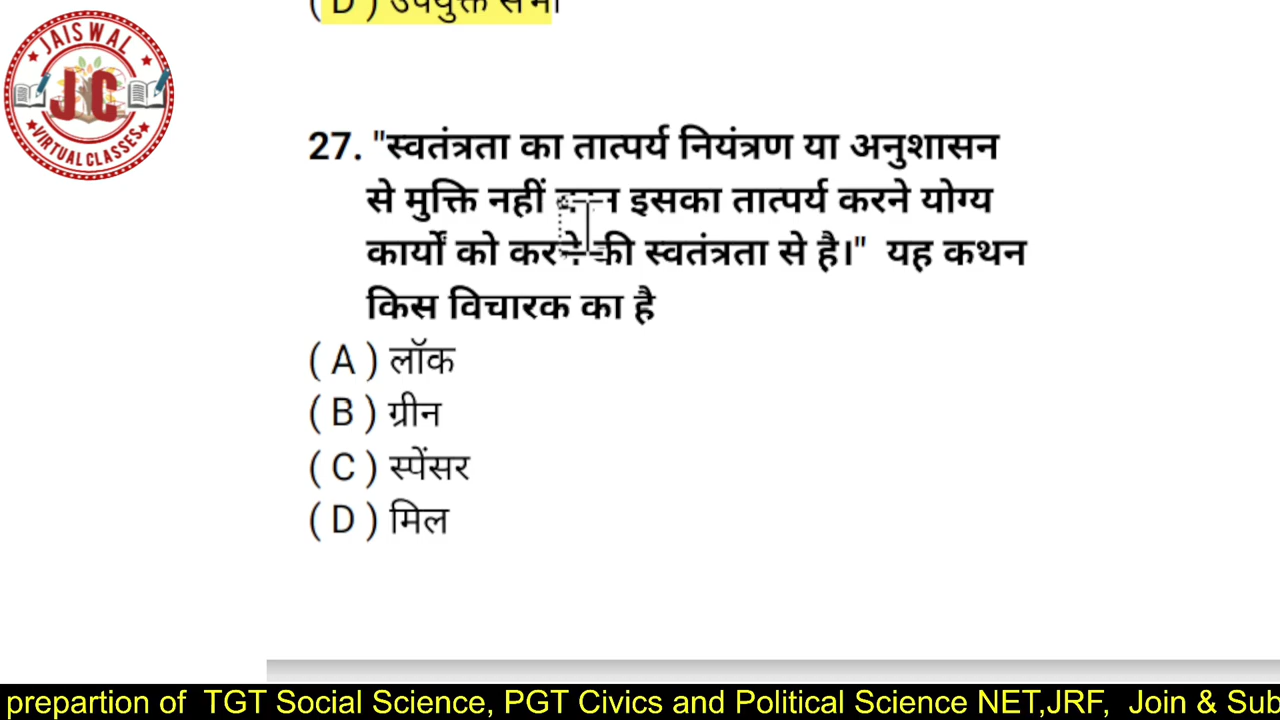 ( D ) उपर्युक्त सभी
JAISWAL
JC
VIRTUAL CLASSES
27. "स्वतंत्रता का तात्पर्य नियंत्रण या अनुशासन
से मुक्ति नहीं इसका तात्पर्य करने योग्य
कार्यों को करने की स्वतंत्रता से है।" यह कथन
किस विचारक का है
( A ) लॉक
( B ) ग्रीन
( C ) स्पेंसर
( D ) मिल
prepartion of TGT Social Science, PGT Civics and Political Science NET,JRF, Join & Sub